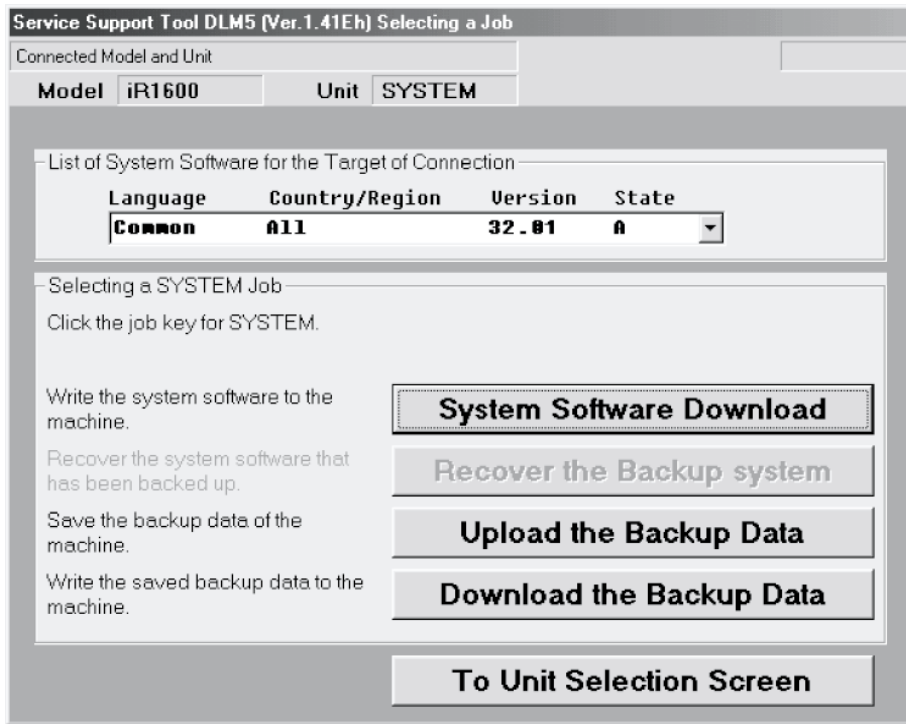 Service Support Tool DLM5 (Ver.1.41Eh) Selecting a Job
Connected Model and Unit
Model iR1600 Unit SYSTEM
List of System Software for the Target of Connection
Language Country/Region Version State
Common All 32.01 A
Selecting a SYSTEM Job
Click the job key for SYSTEM.
Write the system software to the
machine.
System Software Download
Recover the system software that
has been backed up.
Recover the Backup system
Save the backup data of the
machine.
Upload the Backup Data
Write the saved backup data to the
machine.
Download the Backup Data
To Unit Selection Screen